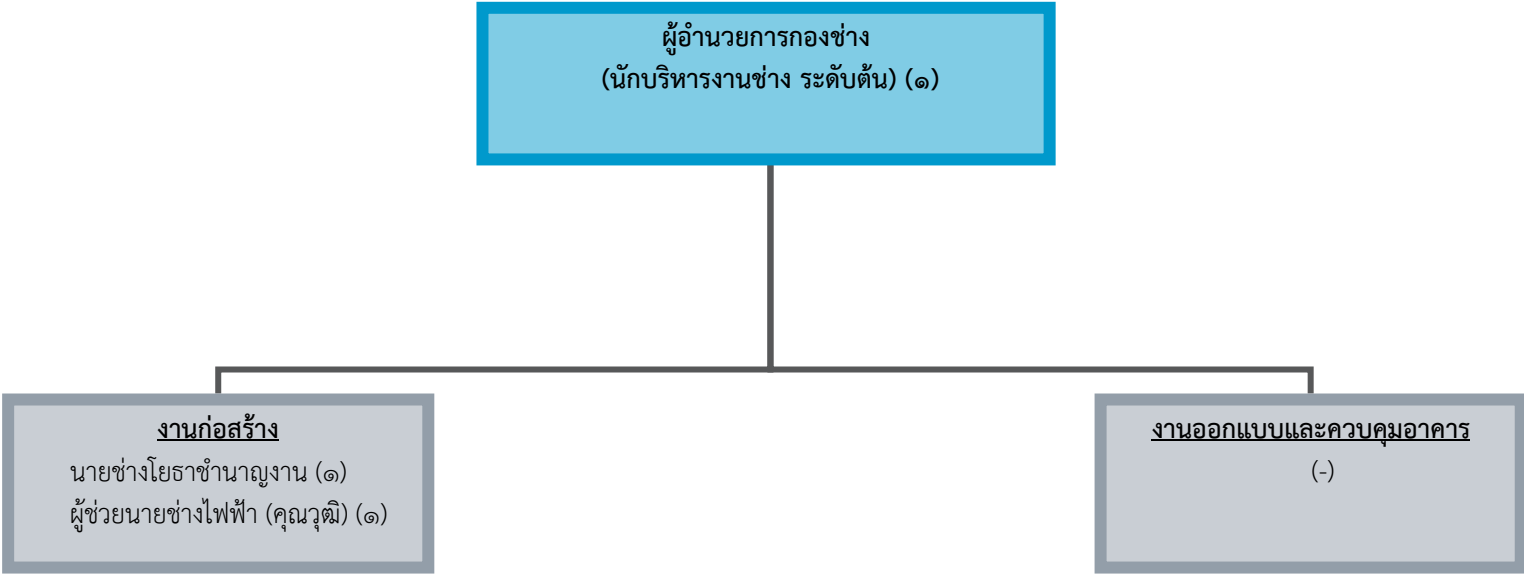 ผู้อำนวยการกองช่าง
(นักบริหารงานช่าง ระดับต้น) (๑)
งานก่อสร้าง
นายช่างโยธาชำนาญงาน (๑)
ผู้ช่วยนายช่างไฟฟ้า (คุณวุฒิ) (๑)
งานออกแบบและควบคุมอาคาร
(-)